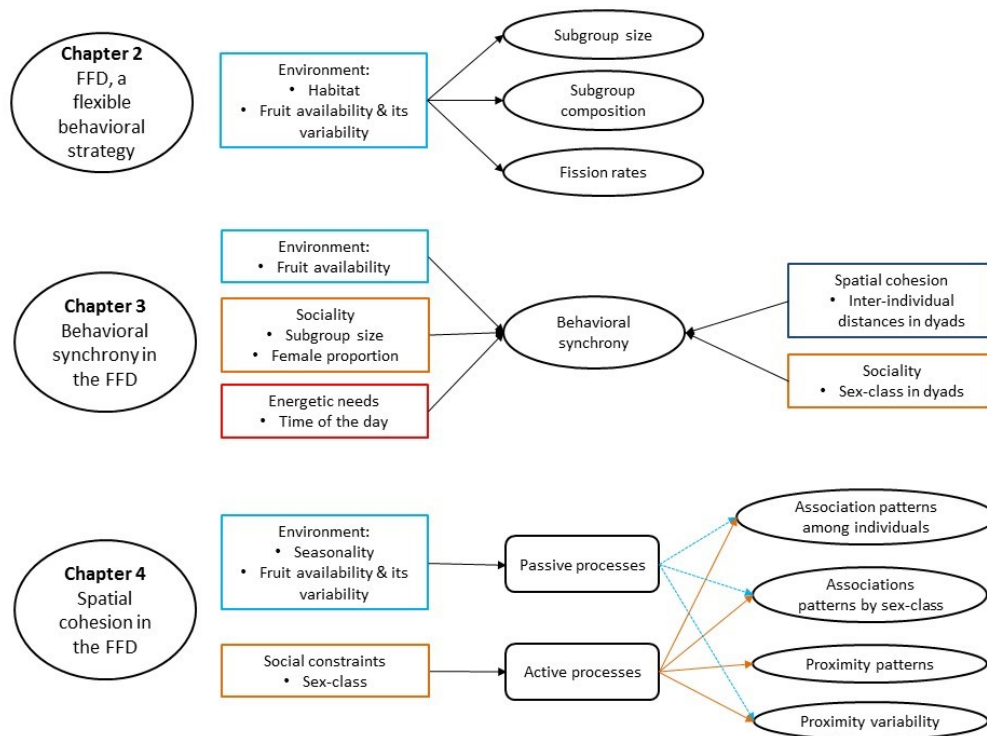 Chapter 2
FFD, a
flexible
behavioral
strategy
Environment:
• Habitat
• Fruit availability & its
variability
Subgroup size
Subgroup
composition
Fission rates
Chapter 3
Behavioral
synchrony in
the FFD
Environment:
• Fruit availability
Sociality
• Subgroup size
• Female proportion
Energetic needs
• Time of the day
Behavioral
synchrony
Spatial cohesion
• Inter-individual
distances in dyads
Sociality
• Sex-class in dyads
Chapter 4
Spatial
cohesion in
the FFD
Environment:
• Seasonality
• Fruit availability & its
variability
Social constraints
• Sex-class
Passive processes
Active processes
Association patterns
among individuals
Associations
patterns by sex-class
Proximity patterns
Proximity variability